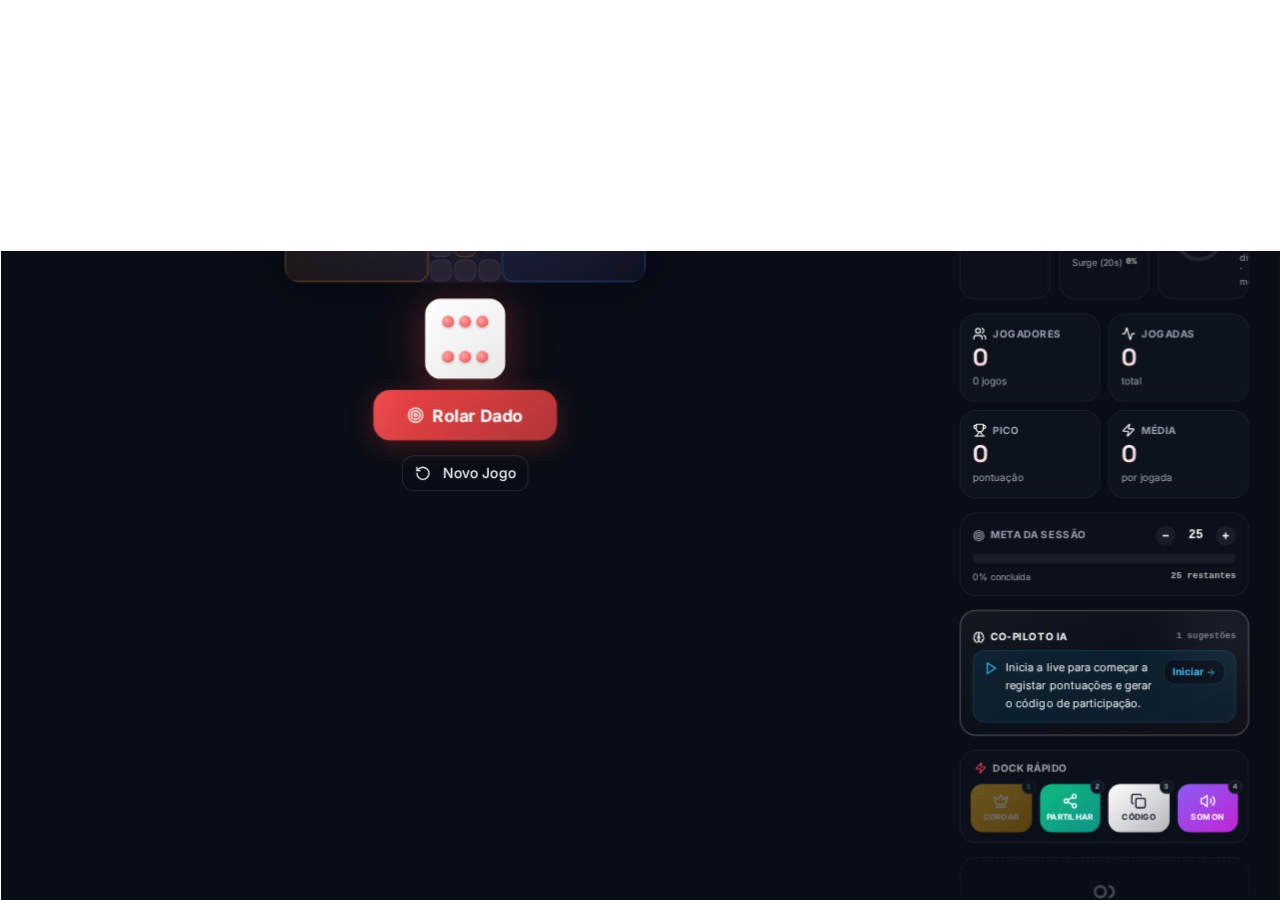 Surge (20s) 0%
di
·
m
JOGADORES
0
0 jogos
JOGADAS
0
total
PICO
0
pontuação
MÉDIA
0
por jogada
Rolar Dado
Novo Jogo
META DA SESSÃO
− 25 +
0% concluída
25 restantes
CO-PILOTO IA
1 sugestões
Inicia a live para começar a
registar pontuações e gerar
o código de participação.
Iniciar →
DOCK RÁPIDO
1
COROAR
2
PARTILHAR
3
CÓDIGO
4
SOM ON